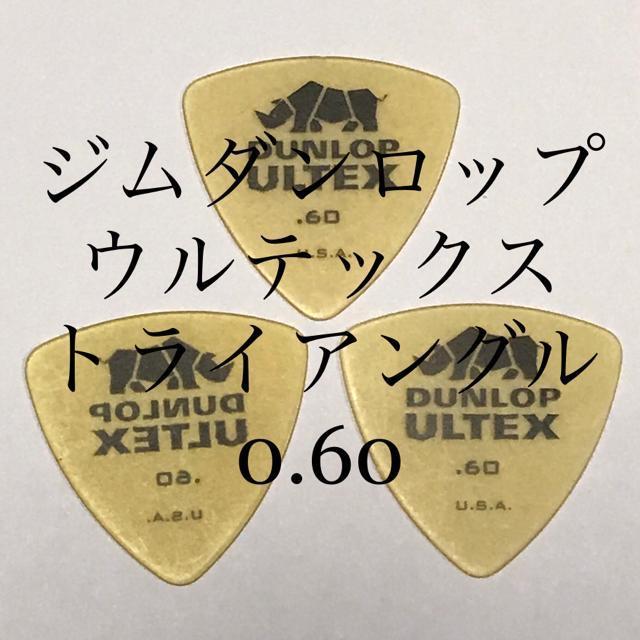 DUNLOP
ULTEX
.60
U.S.A.
ジムダンロップ
ウルテックス
トライアングル
0.60
DUNLOP
ULTEX
.60
U.S.A.
DUNLOP
ULTEX
.60
U.S.A.